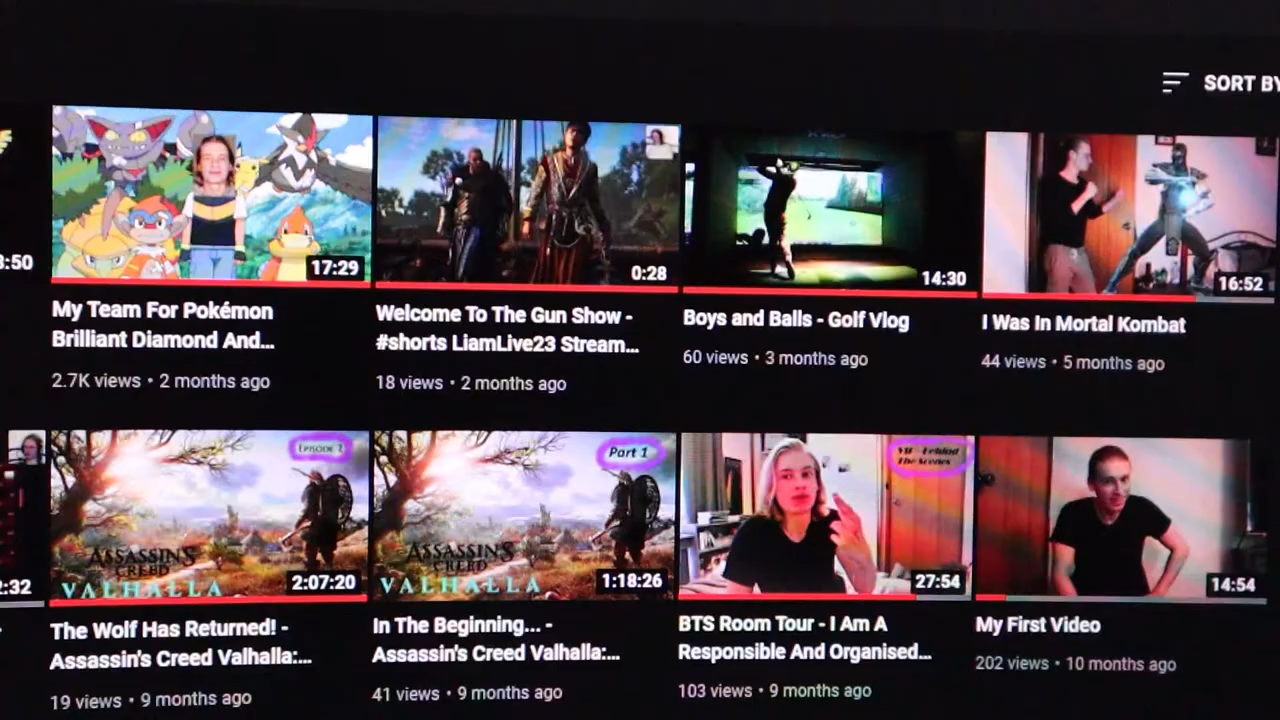 SORT BY
3:50
17:29
0:28
14:30
16:52
My Team For Pokémon
Brilliant Diamond And...
2.7K views • 2 months ago
Welcome To The Gun Show -
#shorts LiamLive23 Stream...
18 views • 2 months ago
Boys and Balls - Golf Vlog
60 views • 3 months ago
I Was In Mortal Kombat
44 views • 5 months ago
2:32
EPISODE 2
ASSASSIN'S
CREED
VALHALLA
2:07:20
Part 1
ASSASSIN'S
CREED
VALHALLA
1:18:26
Behind
The Scenes
27:54
14:54
The Wolf Has Returned! -
Assassin's Creed Valhalla:...
19 views • 9 months ago
In The Beginning... -
Assassin's Creed Valhalla:...
41 views • 9 months ago
BTS Room Tour - I Am A
Responsible And Organised...
103 views • 9 months ago
My First Video
202 views • 10 months ago